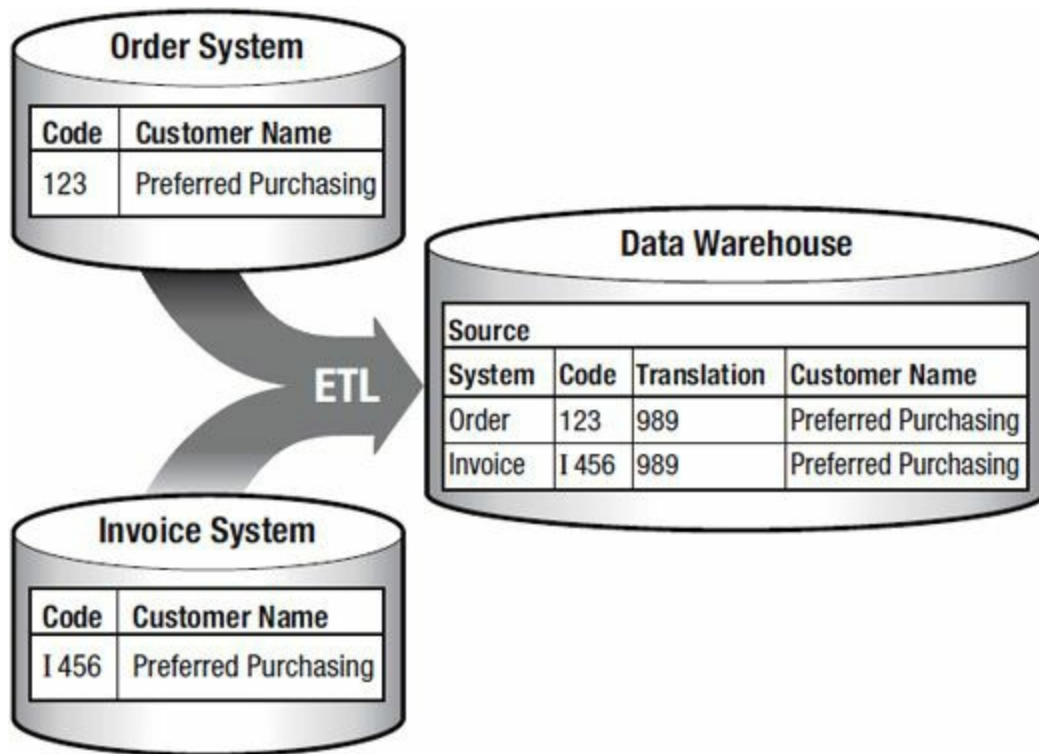 Order System
Code Customer Name
123 Preferred Purchasing
Data Warehouse
Source
System Code Translation Customer Name
Order 123 989 Preferred Purchasing
Invoice I 456 989 Preferred Purchasing
ETL
Invoice System
Code Customer Name
I 456 Preferred Purchasing